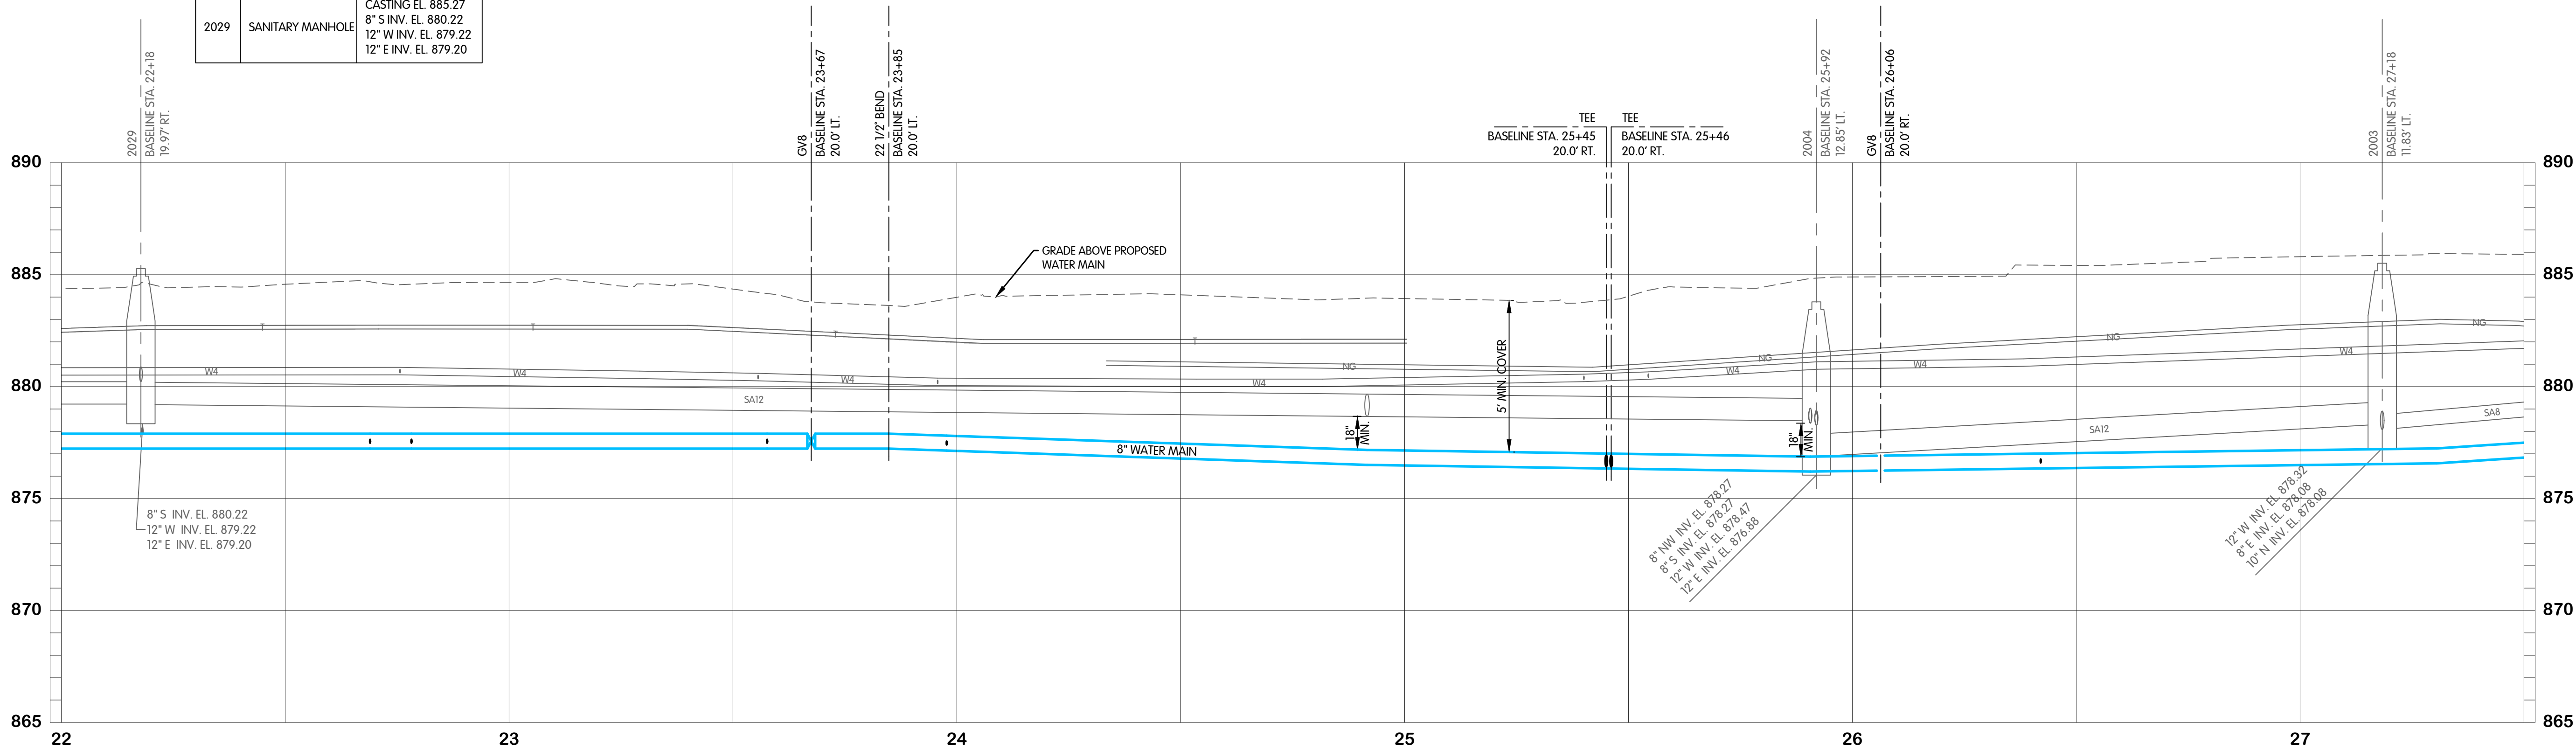 CASTING EL. 885.27
2029 SANITARY MANHOLE
8" S INV. EL. 880.22
12" W INV. EL. 879.22
12" E INV. EL. 879.20
2029
BASELINE STA. 22+18
19.97' RT.
GV8
BASELINE STA. 23+67
20.0' LT.
22 1/2° BEND
BASELINE STA. 23+85
20.0' LT.
TEE
BASELINE STA. 25+45
20.0' RT.
TEE
BASELINE STA. 25+46
20.0' RT.
2004
BASELINE STA. 25+92
12.85' LT.
GV8
BASELINE STA. 26+06
20.0' RT.
2003
BASELINE STA. 27+18
11.83' LT.
890
890
GRADE ABOVE PROPOSED
WATER MAIN
885
885
T
T
T
T
NG
NG
NG
NG
W4
W4
W4
W4
W4
W4
W4
880
880
5' MIN. COVER
SA12
SA12
SA8
18"
MIN.
18"
MIN.
8" WATER MAIN
875
875
8" S INV. EL. 880.22
12" W INV. EL. 879.22
12" E INV. EL. 879.20
8" NW INV. EL. 878.27
8" S INV. EL. 878.27
12" W INV. EL. 878.47
12" E INV. EL. 876.88
12" W INV. EL. 878.32
8" E INV. EL. 878.08
10" N INV. EL. 878.08
870
870
865
865
22
23
24
25
26
27